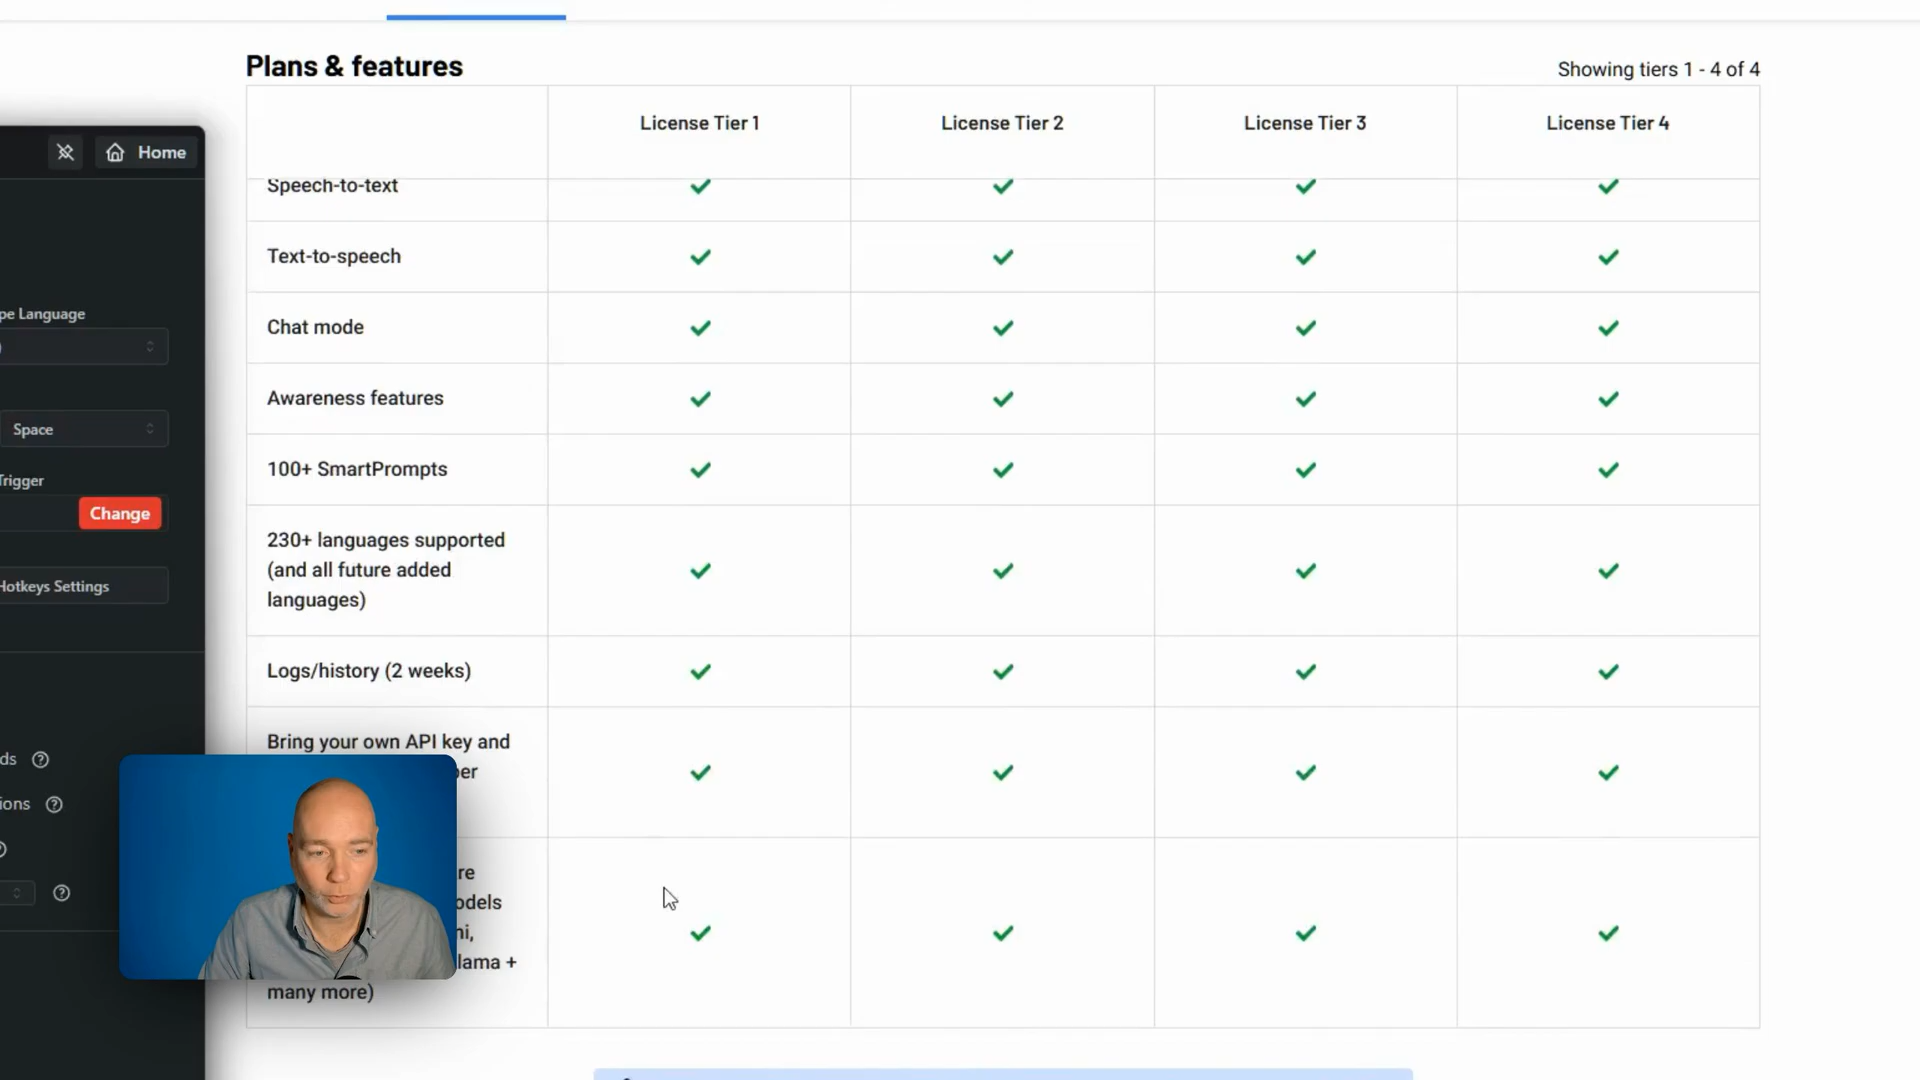 Plans & features
Showing tiers 1 - 4 of 4
License Tier 1
License Tier 2
License Tier 3
License Tier 4
Speech-to-text
Text-to-speech
Chat mode
Awareness features
100+ SmartPrompts
230+ languages supported
(and all future added
languages)
Logs/history (2 weeks)
Bring your own API key and
many more)
Home
Language
Space
Trigger
Change
Hotkeys Settings